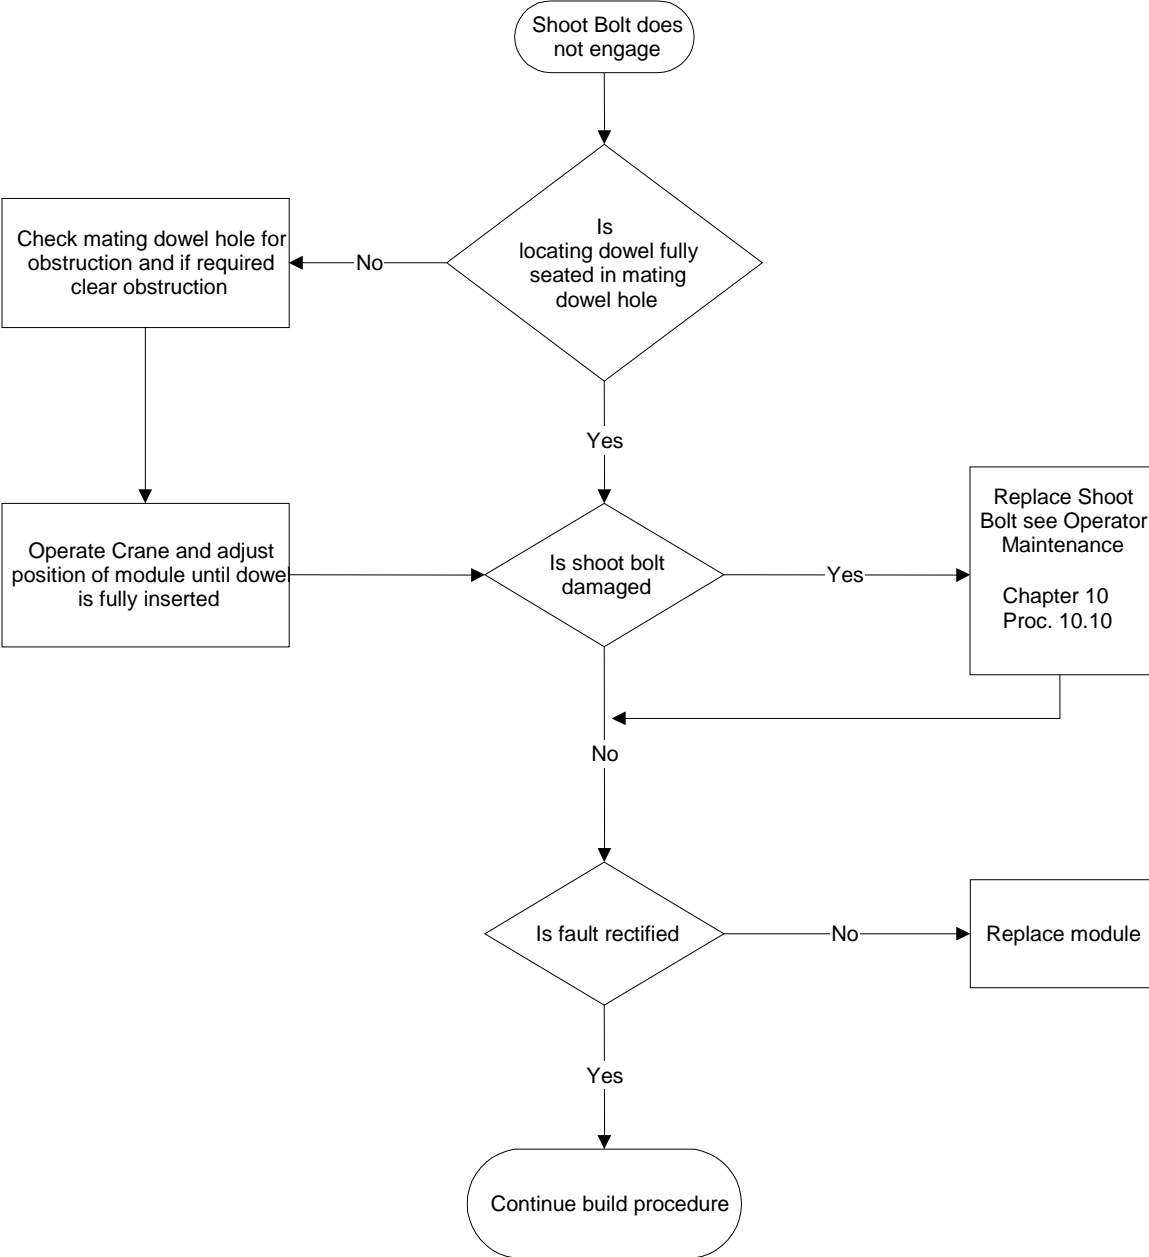 Shoot Bolt does
not engage
Is
locating dowel fully
seated in mating
dowel hole
No
Check mating dowel hole for
obstruction and if required
clear obstruction
Yes
Operate Crane and adjust
position of module until dowel
is fully inserted
Is shoot bolt
damaged
Yes
Replace Shoot
Bolt see Operator
Maintenance
Chapter 10
Proc. 10.10
No
Is fault rectified
No
Replace module
Yes
Continue build procedure